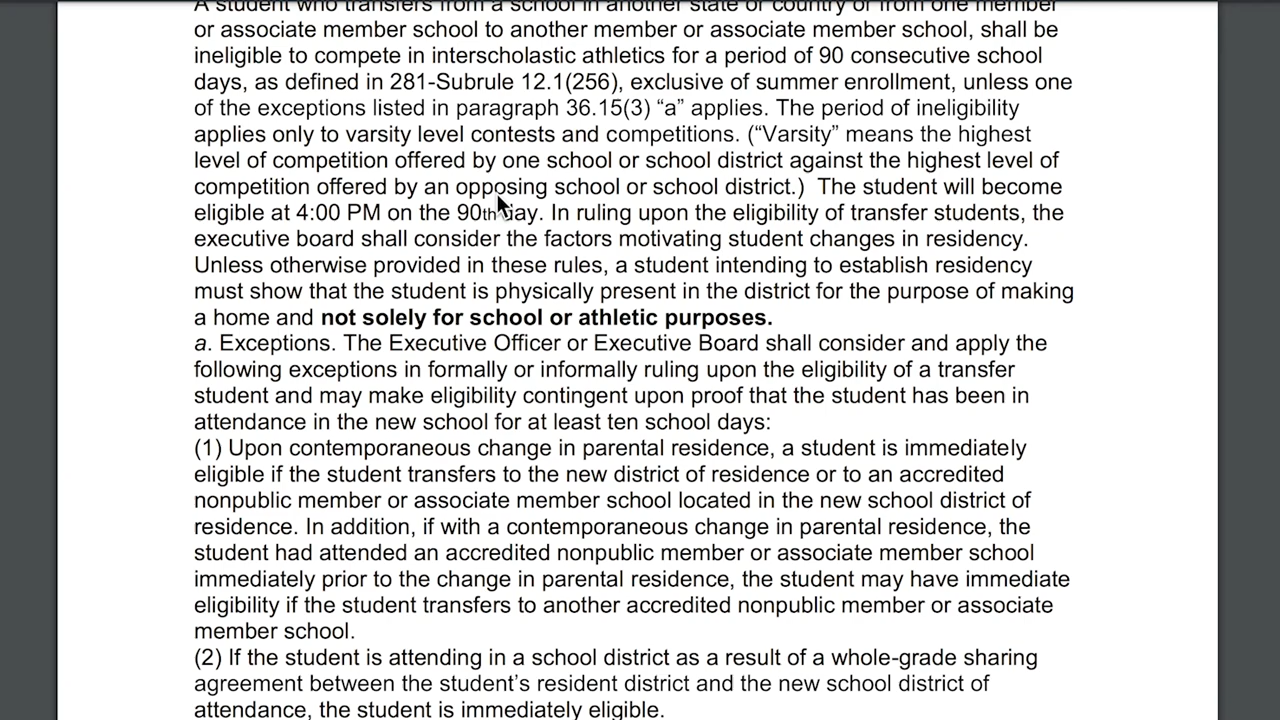 A student who transfers from a school in another state or country or from one member
or associate member school to another member or associate member school, shall be
ineligible to compete in interscholastic athletics for a period of 90 consecutive school
days, as defined in 281-Subrule 12.1(256), exclusive of summer enrollment, unless one
of the exceptions listed in paragraph 36.15(3) “a” applies. The period of ineligibility
applies only to varsity level contests and competitions. (“Varsity” means the highest
level of competition offered by one school or school district against the highest level of
competition offered by an opposing school or school district.)  The student will become
eligible at 4:00 PM on the 90th day. In ruling upon the eligibility of transfer students, the
executive board shall consider the factors motivating student changes in residency.
Unless otherwise provided in these rules, a student intending to establish residency
must show that the student is physically present in the district for the purpose of making
a home and not solely for school or athletic purposes.
a. Exceptions. The Executive Officer or Executive Board shall consider and apply the
following exceptions in formally or informally ruling upon the eligibility of a transfer
student and may make eligibility contingent upon proof that the student has been in
attendance in the new school for at least ten school days:
(1) Upon contemporaneous change in parental residence, a student is immediately
eligible if the student transfers to the new district of residence or to an accredited
nonpublic member or associate member school located in the new school district of
residence. In addition, if with a contemporaneous change in parental residence, the
student had attended an accredited nonpublic member or associate member school
immediately prior to the change in parental residence, the student may have immediate
eligibility if the student transfers to another accredited nonpublic member or associate
member school.
(2) If the student is attending in a school district as a result of a whole-grade sharing
agreement between the student’s resident district and the new school district of
attendance, the student is immediately eligible.